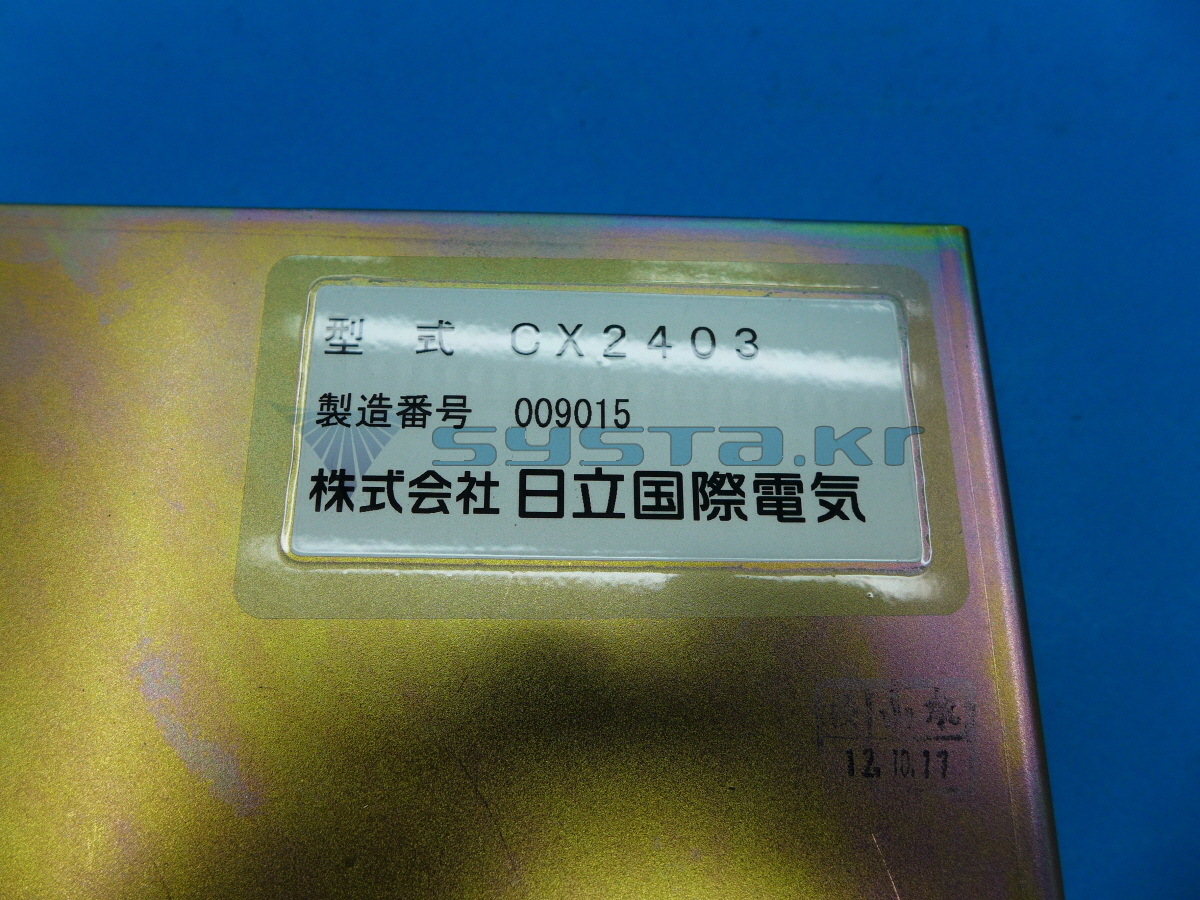 型 式 CX2403
製造番号 009015
systa.kr
株式会社 日立国際電気
12.10.17